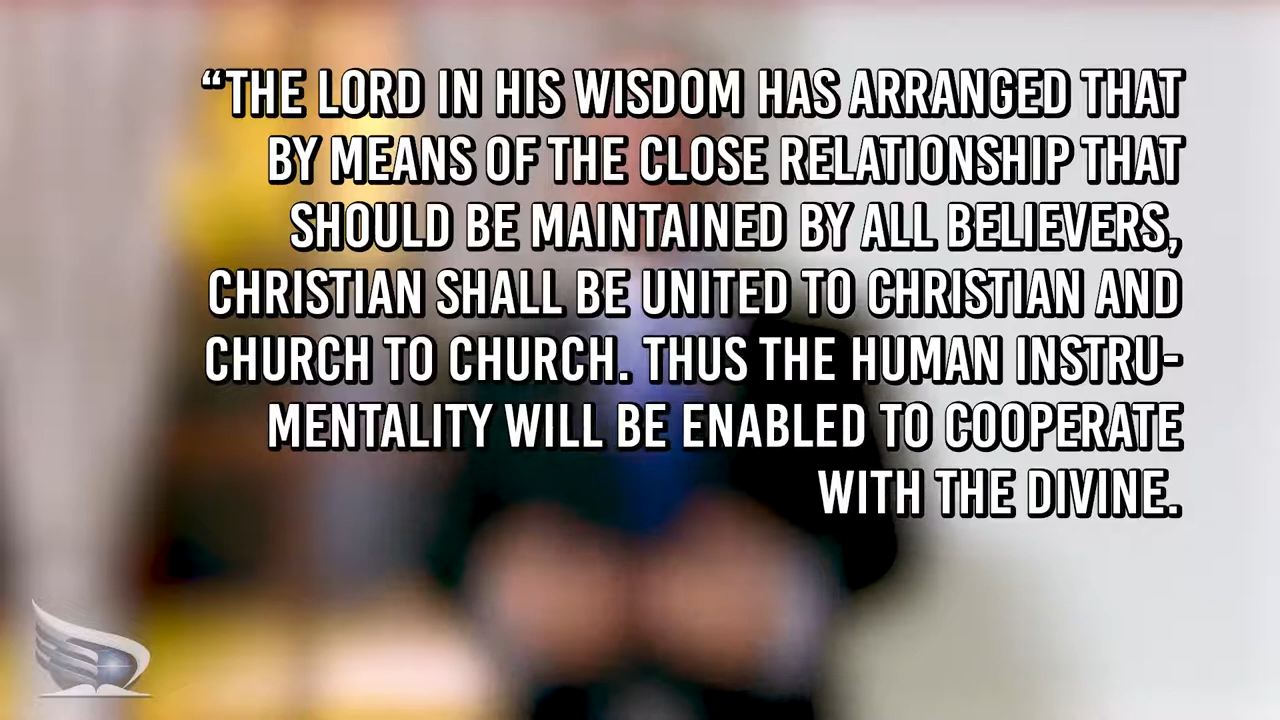 “THE LORD IN HIS WISDOM HAS ARRANGED THAT
BY MEANS OF THE CLOSE RELATIONSHIP THAT
SHOULD BE MAINTAINED BY ALL BELIEVERS,
CHRISTIAN SHALL BE UNITED TO CHRISTIAN AND
CHURCH TO CHURCH. THUS THE HUMAN INSTRU-
MENTALITY WILL BE ENABLED TO COOPERATE
WITH THE DIVINE.